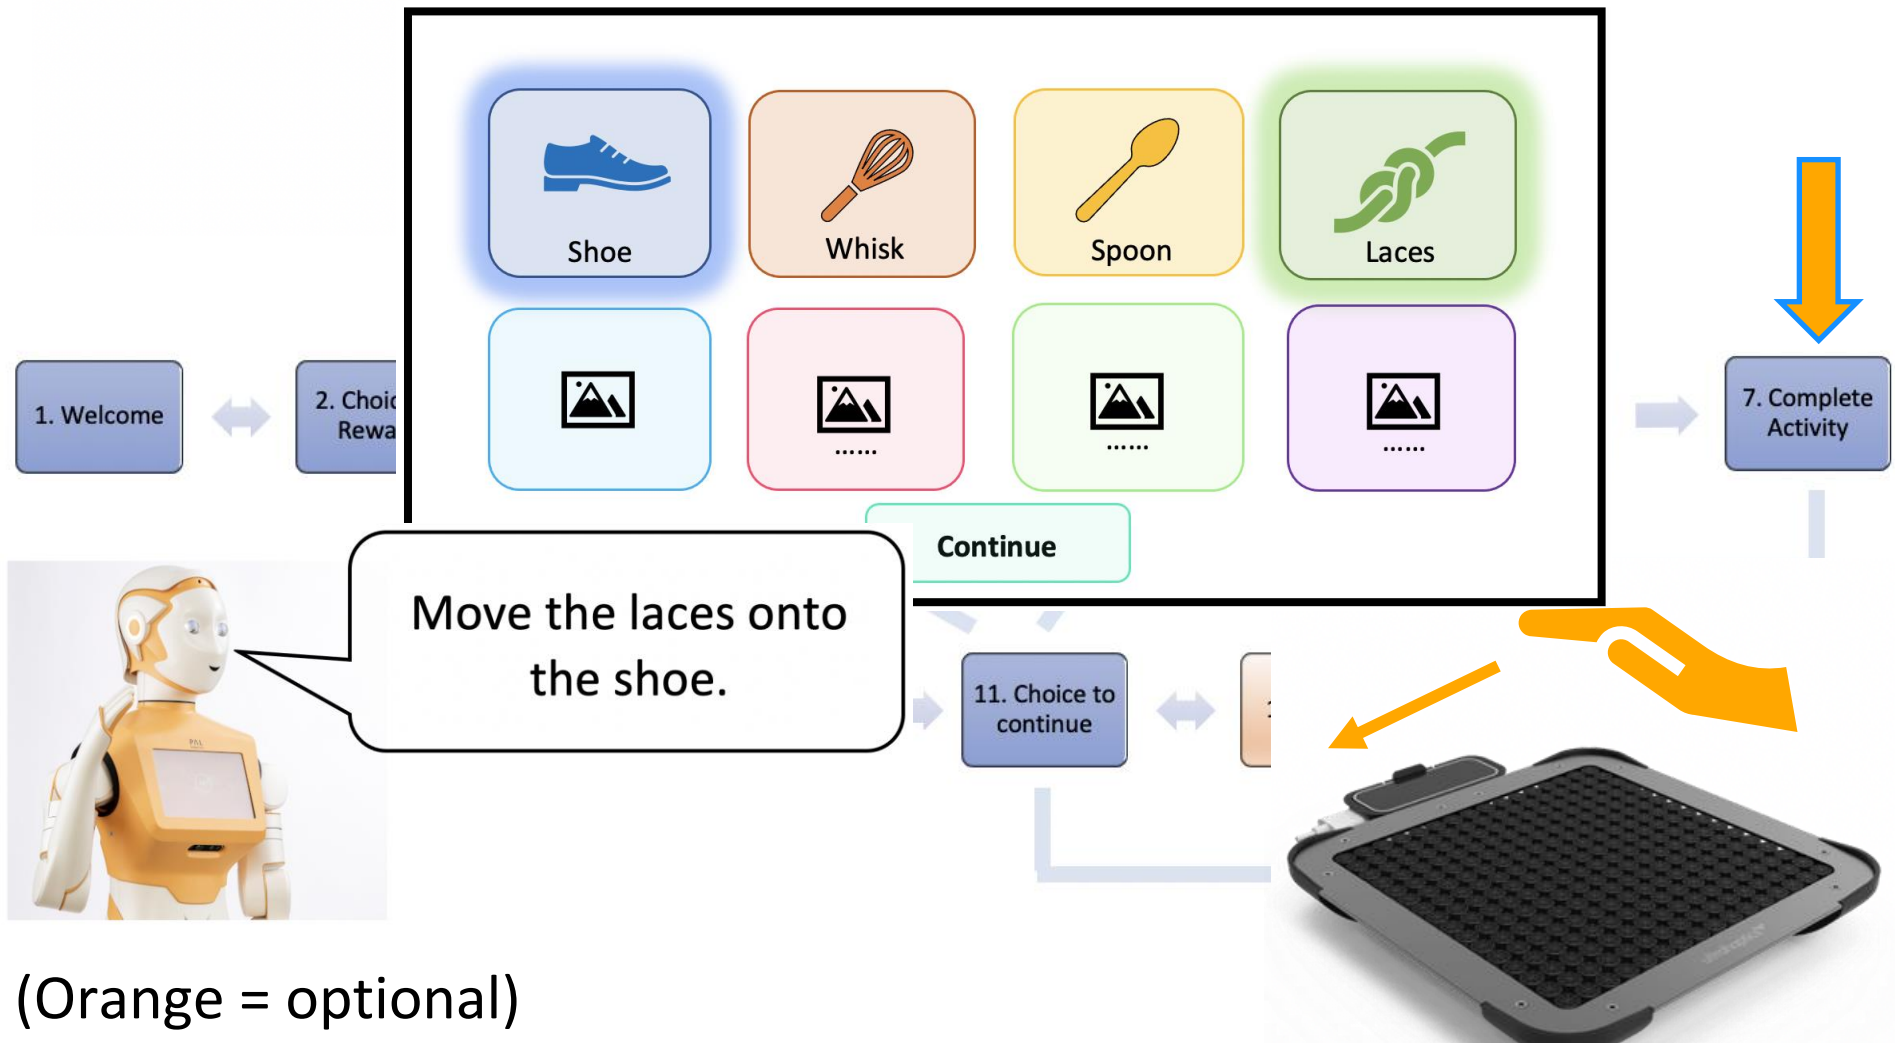 Shoe
Whisk
Spoon
Laces
......
......
......
Continue
1. Welcome
2. Choic
Rewa
7. Complete
Activity
Move the laces onto
the shoe.
11. Choice to
continue
PAL
(Orange = optional)